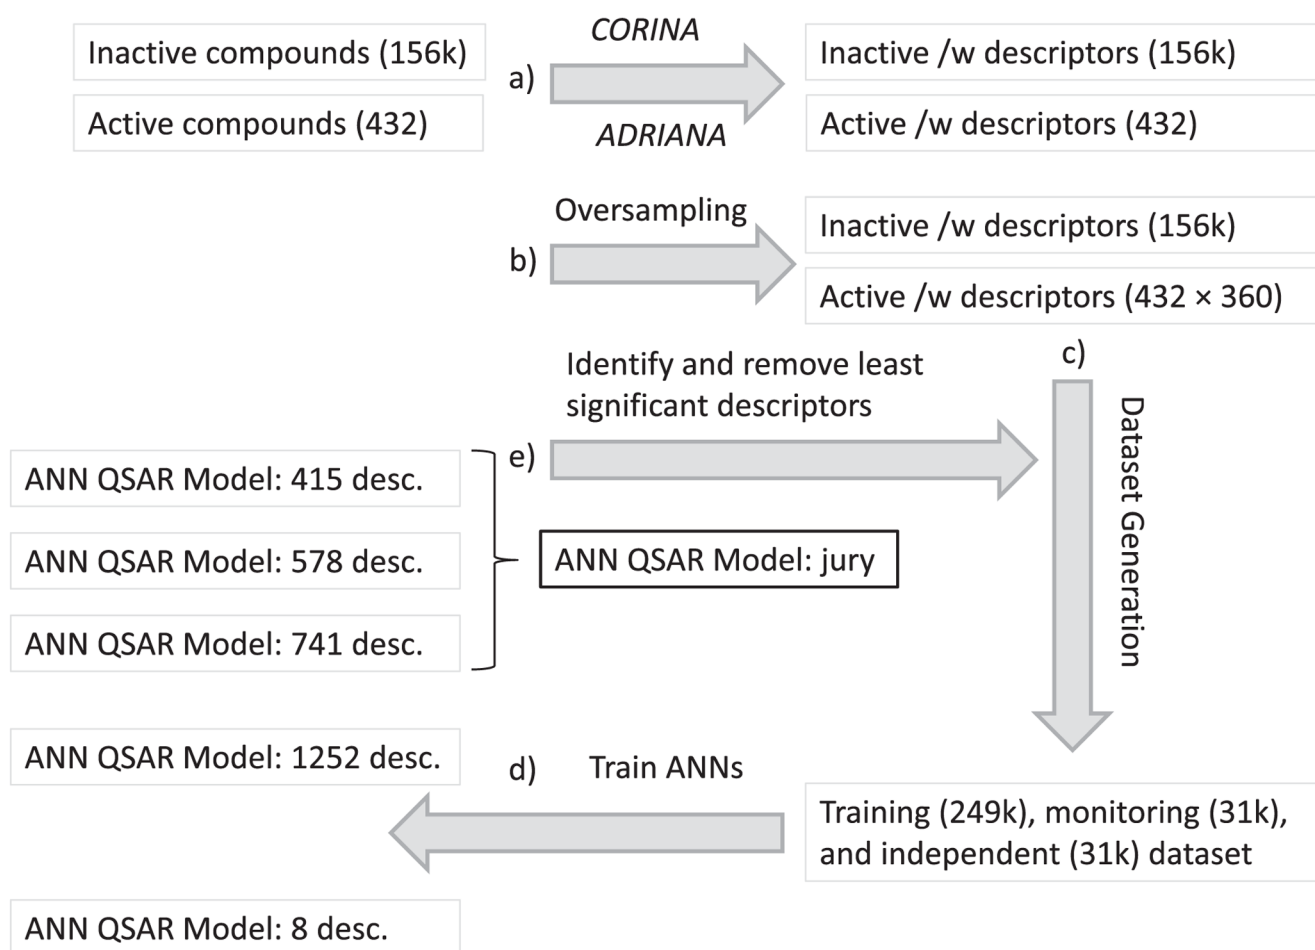 Inactive compounds (156k)
Active compounds (432)
a)
CORINA
ADRIANA
Inactive /w descriptors (156k)
Active /w descriptors (432)
b)
Oversampling
Inactive /w descriptors (156k)
Active /w descriptors (432 × 360)
c)
Dataset Generation
e)
Identify and remove least
significant descriptors
ANN QSAR Model: 415 desc.
ANN QSAR Model: 578 desc.
ANN QSAR Model: 741 desc.
ANN QSAR Model: jury
ANN QSAR Model: 1252 desc.
d)
Train ANNs
Training (249k), monitoring (31k),
and independent (31k) dataset
ANN QSAR Model: 8 desc.